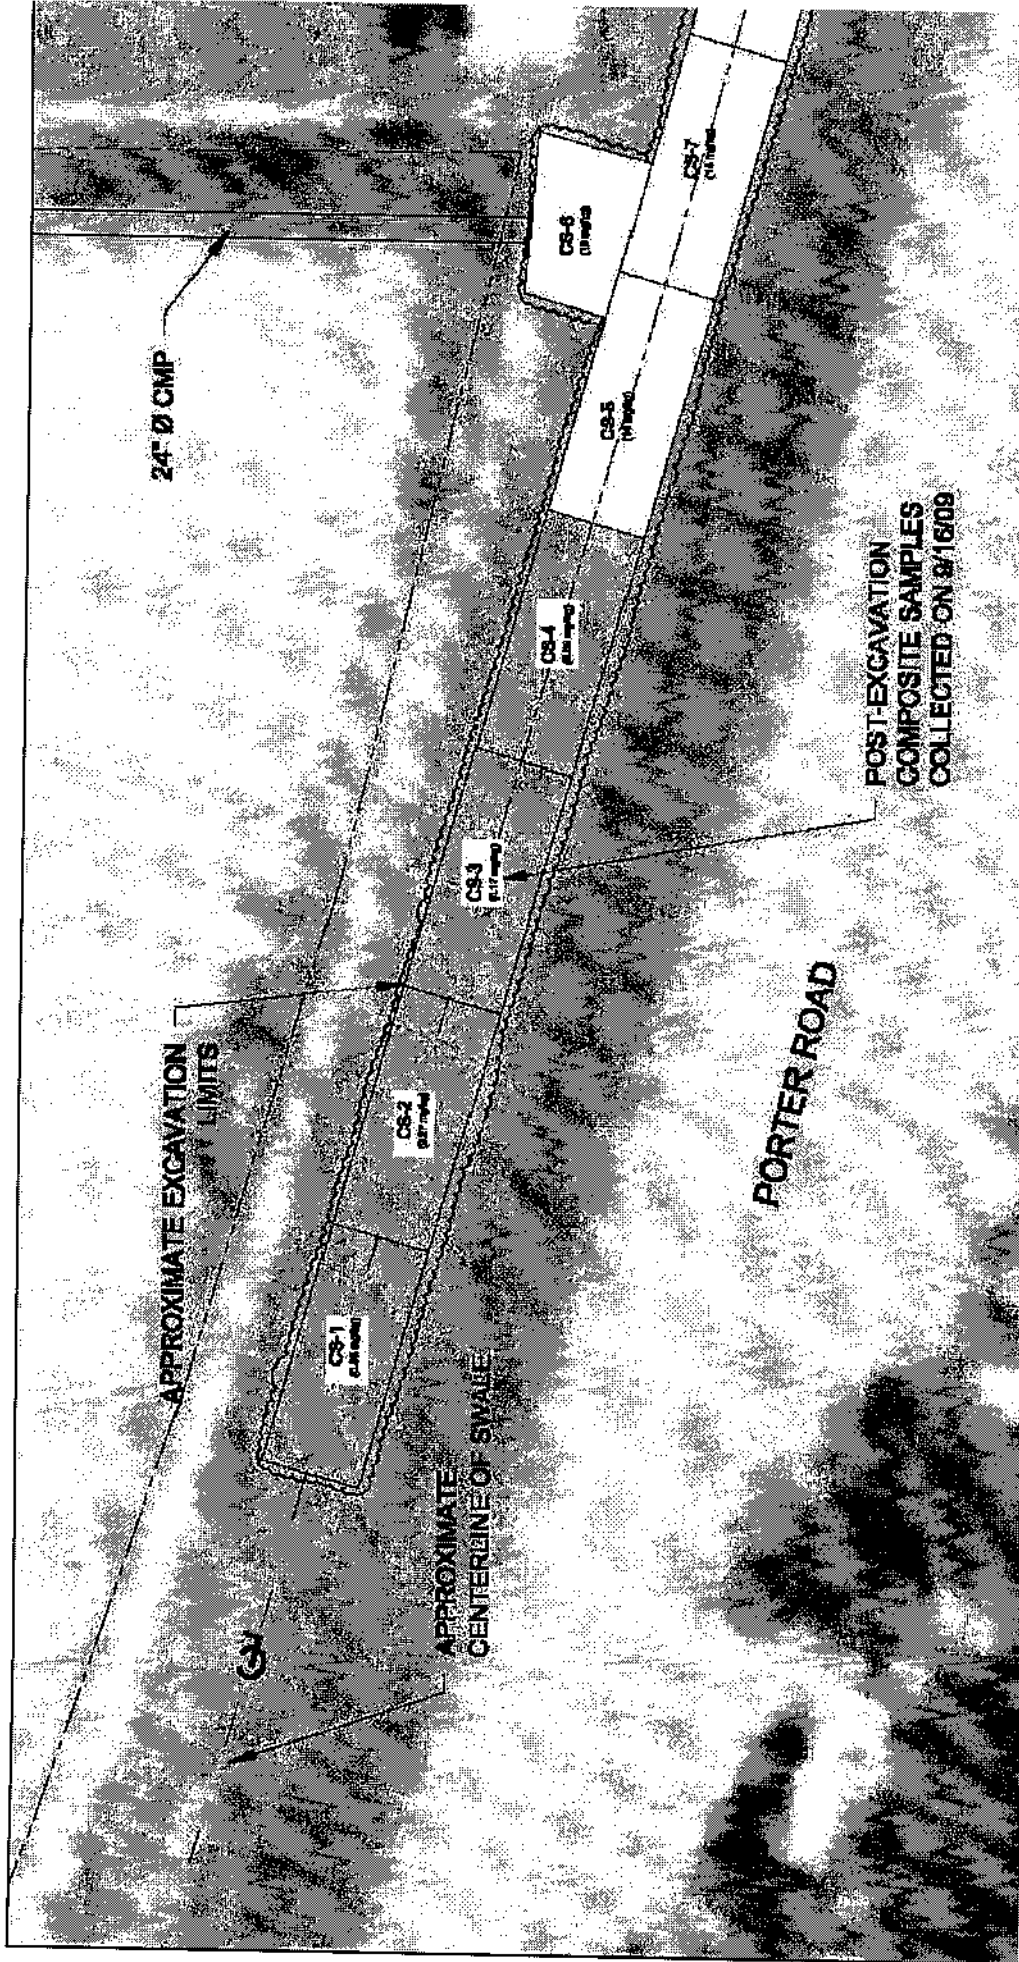 24" Ø CMP
APPROXIMATE EXCAVATION
LIMITS
CS-1
CS-2
CS-3
CS-4
CS-5
CS-6
CS-7
APPROXIMATE
CENTERLINE OF SWALE
POST-EXCAVATION
COMPOSITE SAMPLES
COLLECTED ON 9/16/09
PORTER ROAD